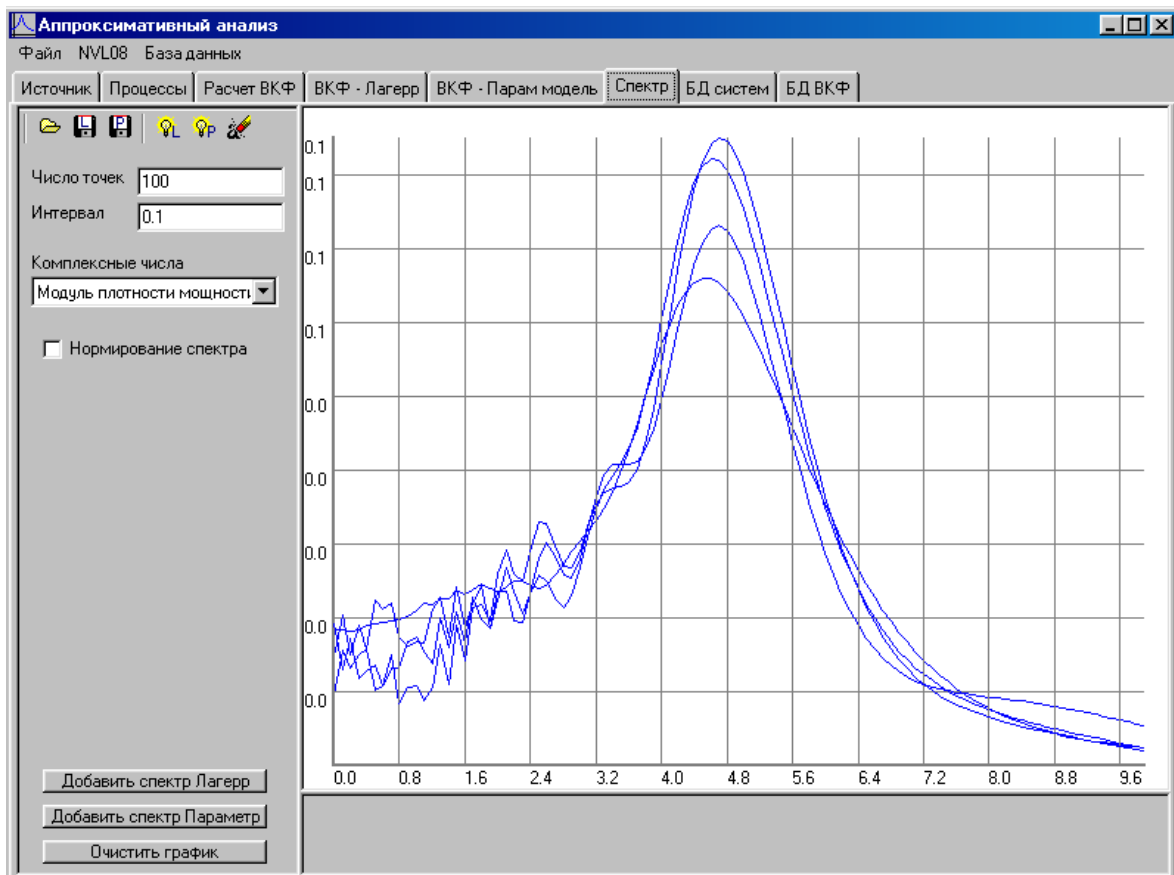 Аппроксимативный анализ
Файл NVL08 База данных
Источник Процессы Расчет ВКФ ВКФ - Лагерр ВКФ - Парам модель Спектр БД систем БД ВКФ
L P L P
Число точек 100
Интервал 0.1
Комплексные числа
Модуль плотности мощности
Нормирование спектра
Добавить спектр Лагерр
Добавить спектр Параметр
Очистить график
0.1
0.1
0.1
0.1
0.0
0.0
0.0
0.0
0.0
0.0 0.8 1.6 2.4 3.2 4.0 4.8 5.6 6.4 7.2 8.0 8.8 9.6